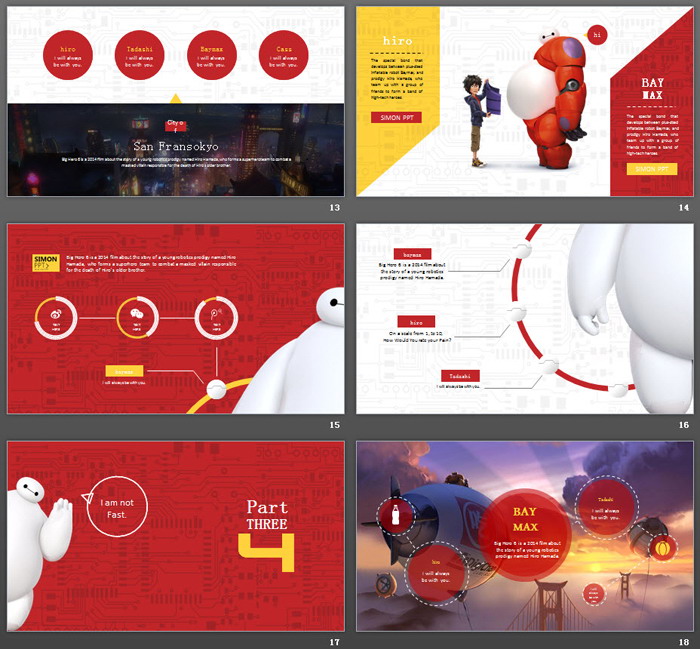 hiro
I will always
be with you.
Tadashi
I will always
be with you.
Baymax
I will always
be with you.
Cass
I will always
be with you.
City o
f
San Fransokyo
Big Hero 6 is a 2014 film about the story of a young robotics prodigy named Hiro Hamada, who forms a superhero team to combat a
masked villain responsible for the death of Hiro's older brother.
13
hiro
The special bond that
develops between plus-sized
inflatable robot Baymax, and
prodigy Hiro Hamada, who
team up with a group of
friends to form a band of
high-tech heroes.
SIMON PPT
hi
BAY
MAX
The special bond that
develops between plus-sized
inflatable robot Baymax, and
prodigy Hiro Hamada, who
team up with a group of
friends to form a band of
high-tech heroes.
SIMON PPT
14
SIMON
PPT
Big Hero 6 is a 2014 film about the story of a young robotics prodigy named Hiro
Hamada, who forms a superhero team to combat a masked villain responsible
for the death of Hiro's older brother.
baymax
I will always be with you.
15
baymax
Big Hero 6 is a 2014 film about
the story of a young robotics
prodigy named Hiro Hamada.
hiro
On a scale from 1 to 10,
How Would You rate your Pain?
Tadashi
I will always be with you.
16
I am not
Fast.
Part
THREE
4
17
BAY
MAX
Big Hero 6 is a 2014 film about
the story of a young robotics
prodigy named Hiro Hamada.
Tadashi
I will always
be with you.
hiro
I will always
be with you.
18